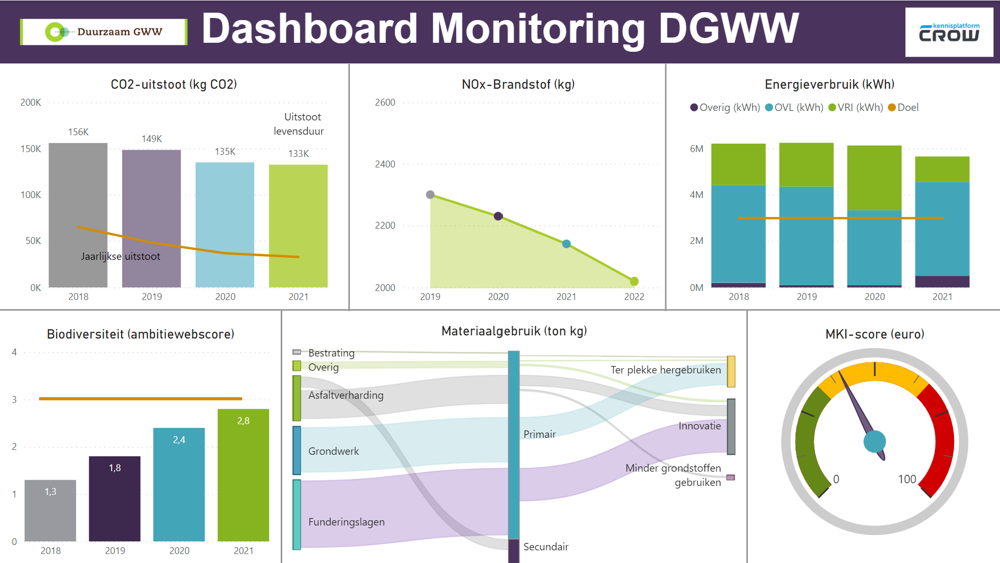 Duurzaam GWW
Dashboard Monitoring DGWW
kennisplatform
CROW
CO2-uitstoot (kg CO2)
200K
150K
100K
50K
0K
Uitstoot
levensduur
156K
149K
135K
133K
Jaarlijkse uitstoot
2018
2019
2020
2021
NOx-Brandstof (kg)
2600
2400
2200
2000
2019
2020
2021
2022
Energieverbruik (kWh)
Overig (kWh)
OVL (kWh)
VRI (kWh)
Doel
6M
4M
2M
0M
2018
2019
2020
2021
Biodiversiteit (ambitiewebscore)
4
3
2
1
0
1,3
1,8
2,4
2,8
2018
2019
2020
2021
Materiaalgebruik (ton kg)
Bestrating
Overig
Asfaltverharding
Grondwerk
Funderingslagen
Primair
Secundair
Ter plekke hergebruiken
Innovatie
Minder grondstoffen
gebruiken
MKI-score (euro)
0
100